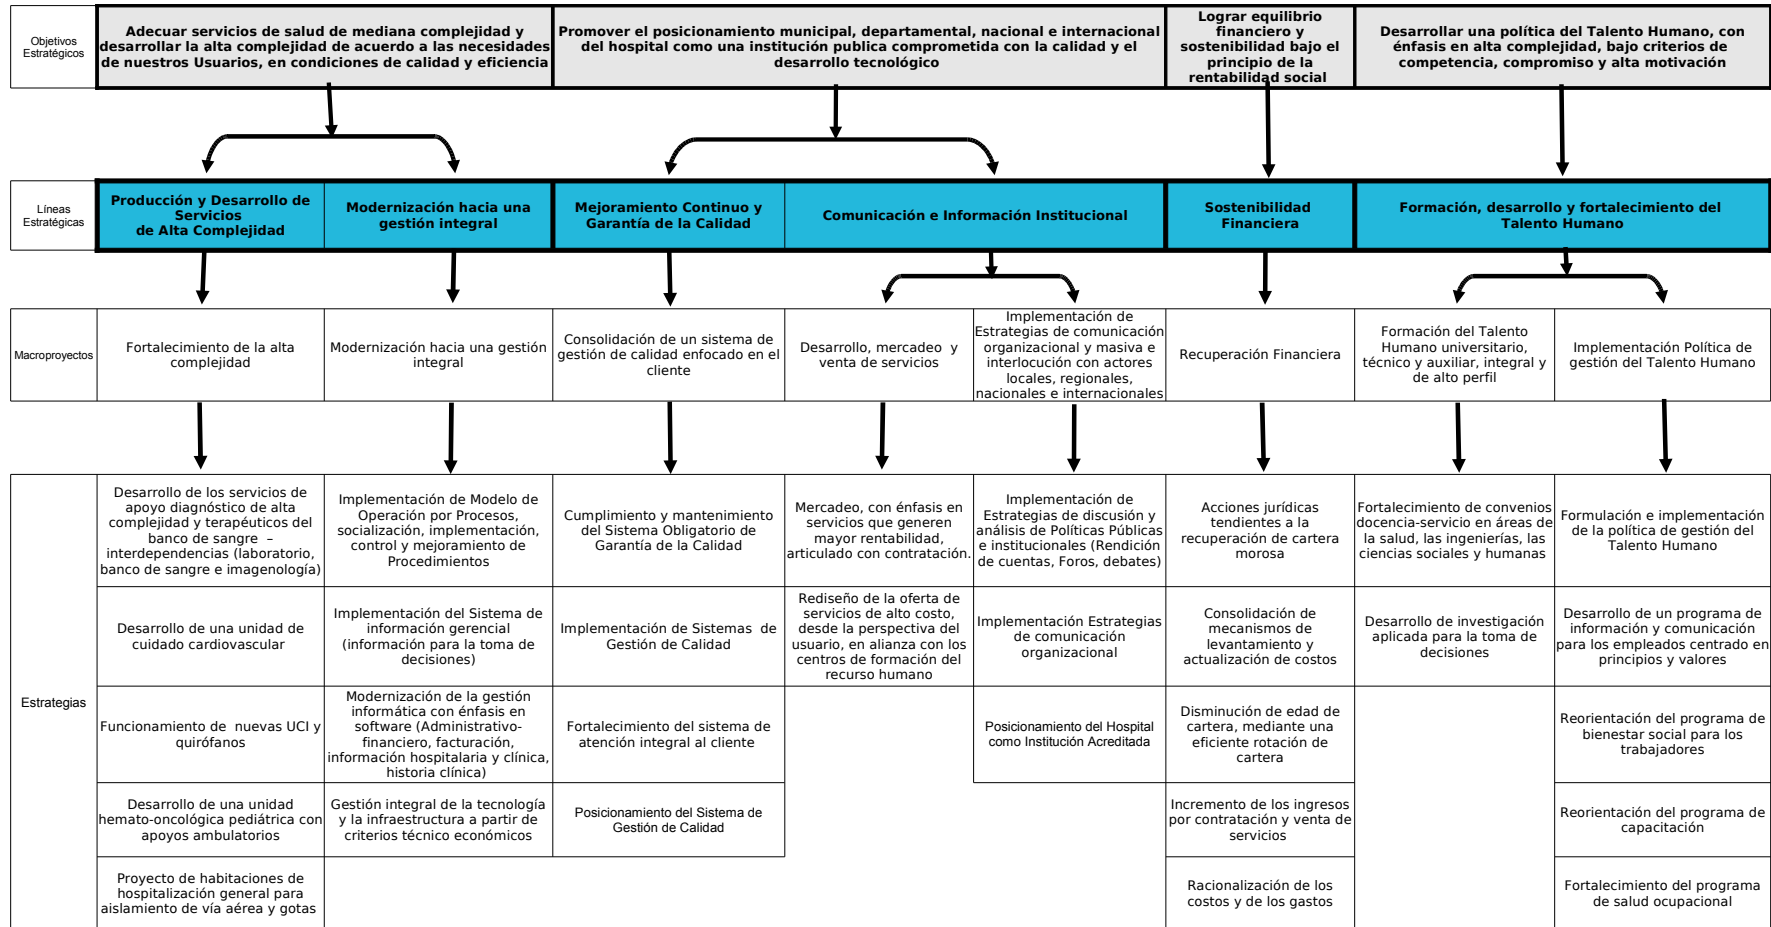 Objetivos
Estratégicos
Adecuar servicios de salud de mediana complejidad y
desarrollar la alta complejidad de acuerdo a las necesidades
de nuestros Usuarios, en condiciones de calidad y eficiencia
Promover el posicionamiento municipal, departamental, nacional e internacional
del hospital como una institución publica comprometida con la calidad y el
desarrollo tecnológico
Lograr equilibrio
financiero y
sostenibilidad bajo el
principio de la
rentabilidad social
Desarrollar una política del Talento Humano, con
énfasis en alta complejidad, bajo criterios de
competencia, compromiso y alta motivación
Líneas
Estratégicas
Producción y Desarrollo de
Servicios
de Alta Complejidad
Modernización hacia una
gestión integral
Mejoramiento Continuo y
Garantía de la Calidad
Comunicación e Información Institucional
Sostenibilidad
Financiera
Formación, desarrollo y fortalecimiento del
Talento Humano
Macroproyectos
Fortalecimiento de la alta
complejidad
Modernización hacia una gestión
integral
Consolidación de un sistema de
gestión de calidad enfocado en el
cliente
Desarrollo, mercadeo y
venta de servicios
Implementación de
Estrategias de comunicación
organizacional y masiva e
interlocución con actores
locales, regionales,
nacionales e internacionales
Recuperación Financiera
Formación del Talento
Humano universitario,
técnico y auxiliar, integral y
de alto perfil
Implementación Política de
gestión del Talento Humano
Estrategias
Desarrollo de los servicios de
apoyo diagnóstico de alta
complejidad y terapéuticos del
banco de sangre –
interdependencias (laboratorio,
banco de sangre e imagenología)
Implementación de Modelo de
Operación por Procesos,
socialización, implementación,
control y mejoramiento de
Procedimientos
Cumplimiento y mantenimiento
del Sistema Obligatorio de
Garantía de la Calidad
Mercadeo, con énfasis en
servicios que generen
mayor rentabilidad,
articulado con contratación.
Implementación de
Estrategias de discusión y
análisis de Políticas Públicas
e institucionales (Rendición
de cuentas, Foros, debates)
Acciones jurídicas
tendientes a la
recuperación de cartera
morosa
Fortalecimiento de convenios
docencia-servicio en áreas de
la salud, las ingenierías, las
ciencias sociales y humanas
Formulación e implementación
de la política de gestión del
Talento Humano
Desarrollo de una unidad de
cuidado cardiovascular
Implementación del Sistema de
información gerencial
(información para la toma de
decisiones)
Implementación de Sistemas de
Gestión de Calidad
Rediseño de la oferta de
servicios de alto costo,
desde la perspectiva del
usuario, en alianza con los
centros de formación del
recurso humano
Implementación Estrategias
de comunicación
organizacional
Consolidación de
mecanismos de
levantamiento y
actualización de costos
Desarrollo de investigación
aplicada para la toma de
decisiones
Desarrollo de un programa de
información y comunicación
para los empleados centrado en
principios y valores
Funcionamiento de nuevas UCI y
quirófanos
Modernización de la gestión
informática con énfasis en
software (Administrativo-
financiero, facturación,
información hospitalaria y clínica,
historia clínica)
Fortalecimiento del sistema de
atención integral al cliente
Posicionamiento del Hospital
como Institución Acreditada
Disminución de edad de
cartera, mediante una
eficiente rotación de
cartera
Reorientación del programa de
bienestar social para los
trabajadores
Desarrollo de una unidad
hemato-oncológica pediátrica con
apoyos ambulatorios
Gestión integral de la tecnología
y la infraestructura a partir de
criterios técnico económicos
Posicionamiento del Sistema de
Gestión de Calidad
Incremento de los ingresos
por contratación y venta de
servicios
Reorientación del programa de
capacitación
Proyecto de habitaciones de
hospitalización general para
aislamiento de vía aérea y gotas
Racionalización de los
costos y de los gastos
Fortalecimiento del programa
de salud ocupacional